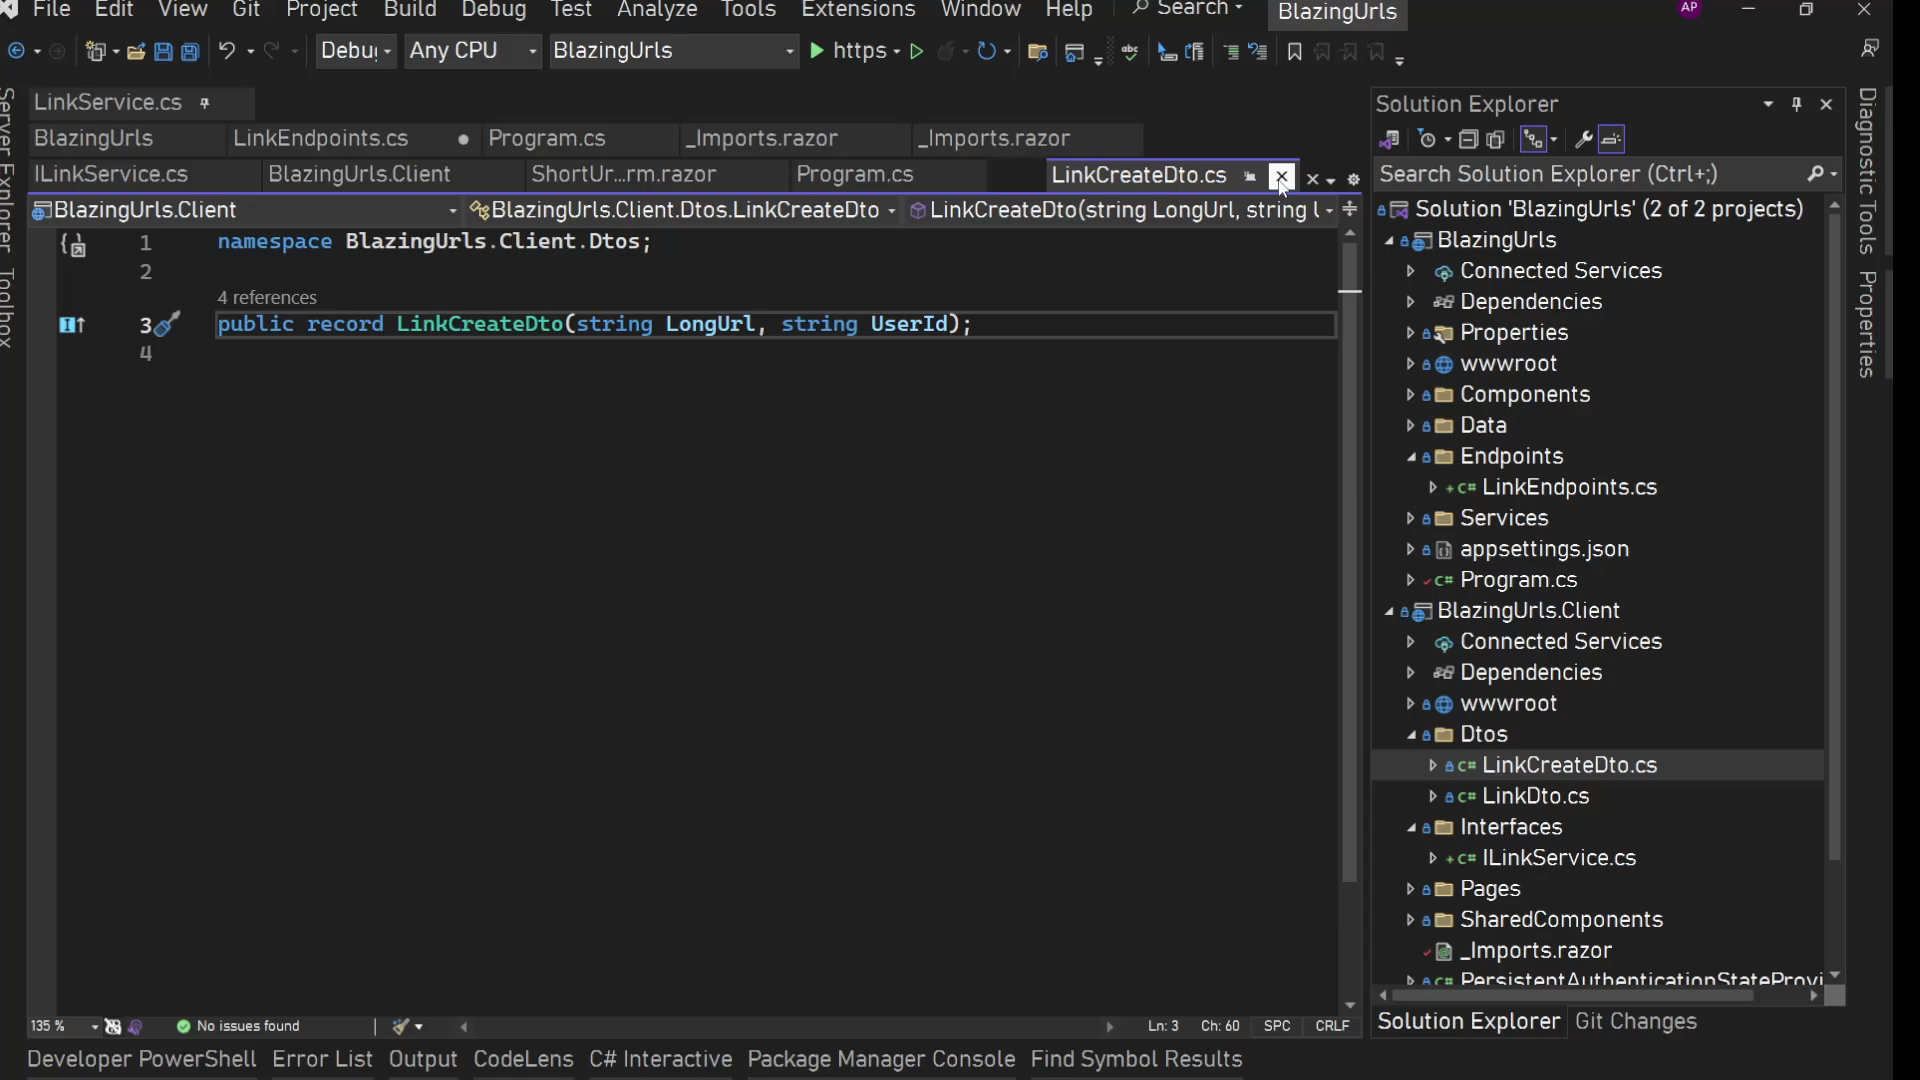 File Edit View Git Project Build Debug Test Analyze Tools Extensions Window Help Search BlazingUrls AP
Debug Any CPU BlazingUrls https
LinkService.cs
BlazingUrls LinkEndpoints.cs Program.cs _Imports.razor _Imports.razor
ILinkService.cs BlazingUrls.Client ShortUr...rm.razor Program.cs LinkCreateDto.cs
BlazingUrls.Client BlazingUrls.Client.Dtos.LinkCreateDto LinkCreateDto(string LongUrl, string
1 namespace BlazingUrls.Client.Dtos;
2
4 references
3 public record LinkCreateDto(string LongUrl, string UserId);
4
135 % No issues found Ln: 3 Ch: 60 SPC CRLF
Developer PowerShell Error List Output CodeLens C# Interactive Package Manager Console Find Symbol Results
Server Explorer
Toolbox
Solution Explorer
Search Solution Explorer (Ctrl+;)
Solution 'BlazingUrls' (2 of 2 projects)
BlazingUrls
Connected Services
Dependencies
Properties
wwwroot
Components
Data
Endpoints
C# LinkEndpoints.cs
Services
appsettings.json
C# Program.cs
BlazingUrls.Client
Connected Services
Dependencies
wwwroot
Dtos
C# LinkCreateDto.cs
C# LinkDto.cs
Interfaces
C# ILinkService.cs
Pages
SharedComponents
_Imports.razor
C# PersistentAuthenticationStateProvi
Solution Explorer Git Changes
Diagnostic Tools
Properties